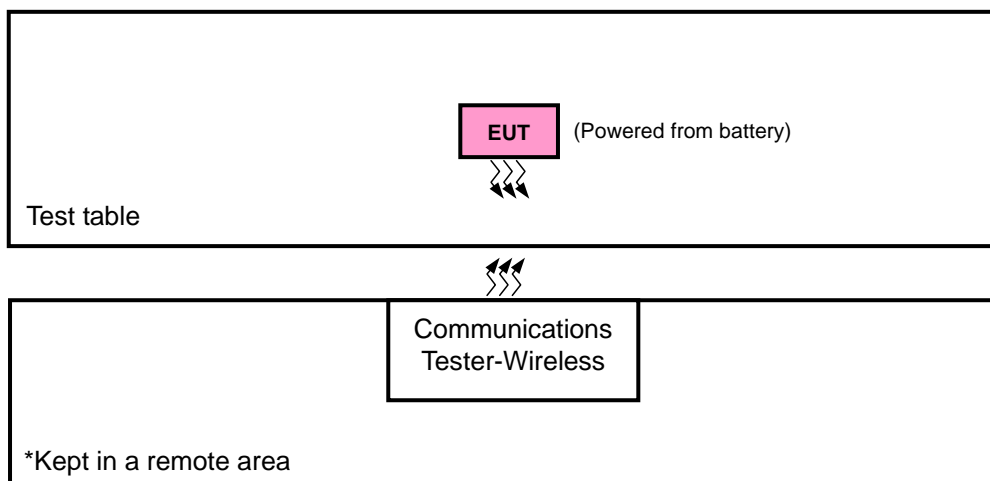 EUT
(Powered from battery)
Test table
Communications
Tester-Wireless
*Kept in a remote area